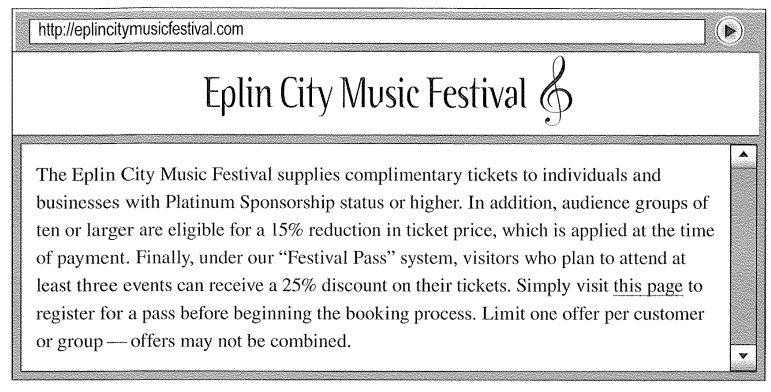 http://eplincitymusicfestival.com
Eplin City Music Festival
The Eplin City Music Festival supplies complimentary tickets to individuals and
businesses with Platinum Sponsorship status or higher. In addition, audience groups of
ten or larger are eligible for a 15% reduction in ticket price, which is applied at the time
of payment. Finally, under our “Festival Pass” system, visitors who plan to attend at
least three events can receive a 25% discount on their tickets. Simply visit this page to
register for a pass before beginning the booking process. Limit one offer per customer
or group — offers may not be combined.